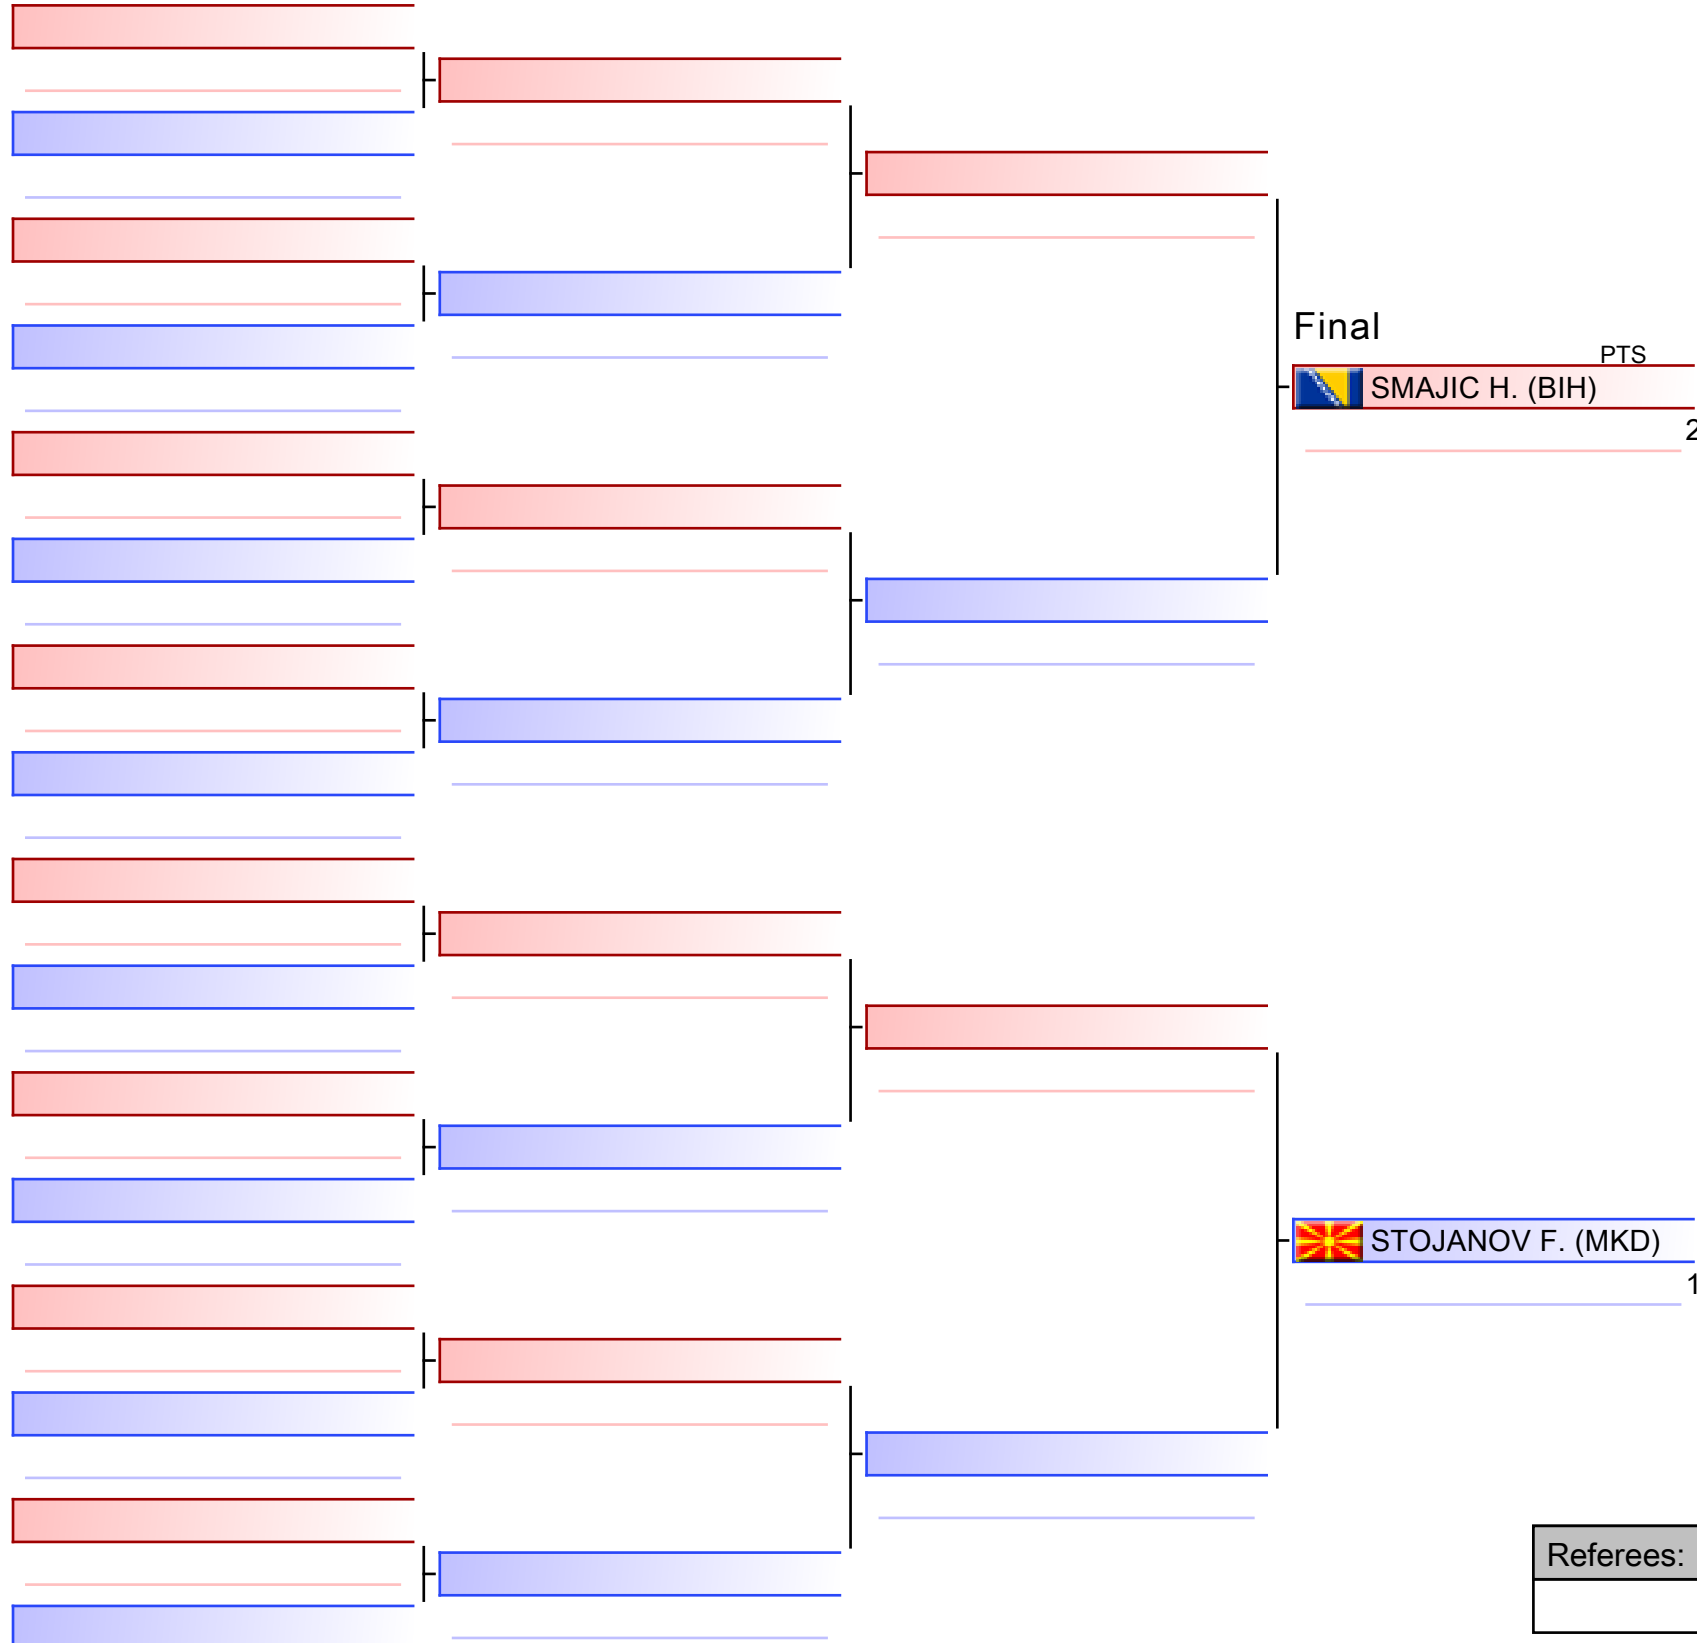 Final
PTS
SMAJIC H. (BIH)
2
STOJANOV F. (MKD)
1
Referees: